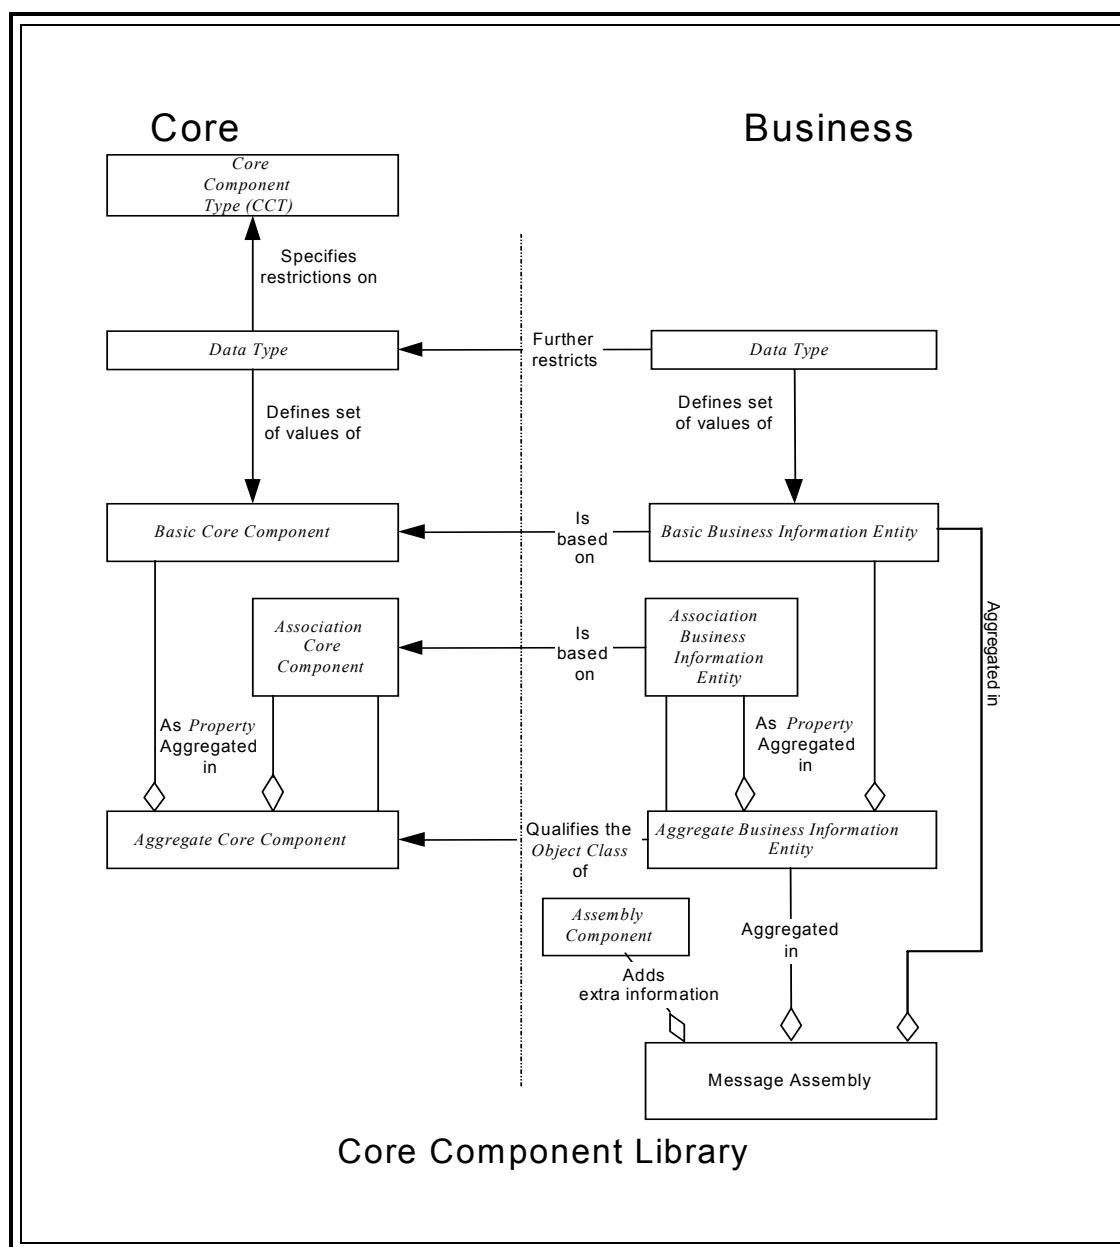 Core
Business
Core
Component
Type (CCT)
Specifies
restrictions on
Data Type
Further
restricts
Data Type
Defines set
of values of
Defines set
of values of
Basic Core Component
Is
based
on
Basic Business Information Entity
Association
Core
Component
Is
based
on
Association
Business
Information
Entity
Aggregated in
As Property
Aggregated
in
As Property
Aggregated
in
Aggregate Core Component
Qualifies the
Object Class
of
Aggregate Business Information
Entity
Assembly
Component
Aggregated
in
Adds
extra information
Message Assembly
Core Component Library